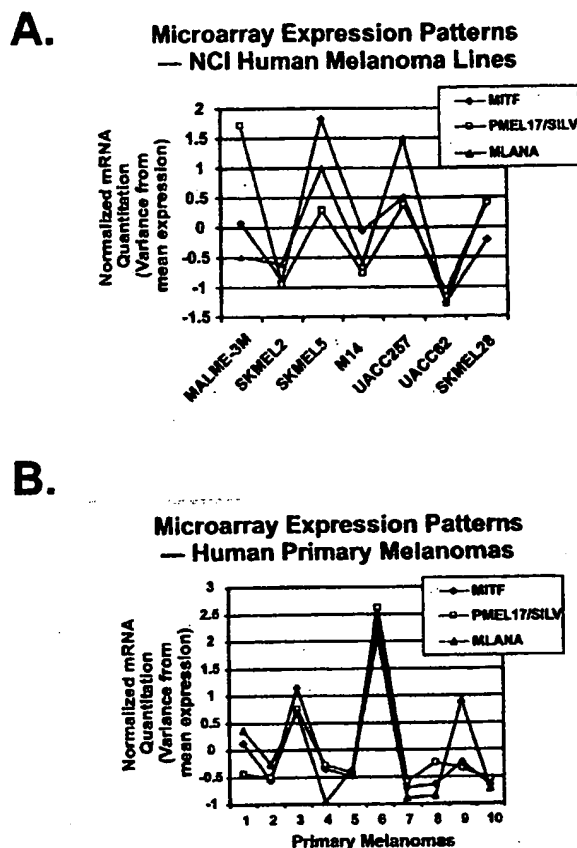 A.
Microarray Expression Patterns
— NCI Human Melanoma Lines
MITF
PMEL17/SILV
MLANA
Normalized mRNA
Quantitation
(Variance from
mean expression)
2
1.5
1
0.5
0
-0.5
-1
-1.5
MALME-3M
SKMEL2
SKMEL5
M14
UACC257
UACC62
SKMEL28
B.
Microarray Expression Patterns
— Human Primary Melanomas
MITF
PMEL17/SILV
MLANA
Normalized mRNA
Quantitation
(Variance from
mean expression)
3
2.5
2
1.5
1
0.5
0
-0.5
-1
1 2 3 4 5 6 7 8 9 10
Primary Melanomas